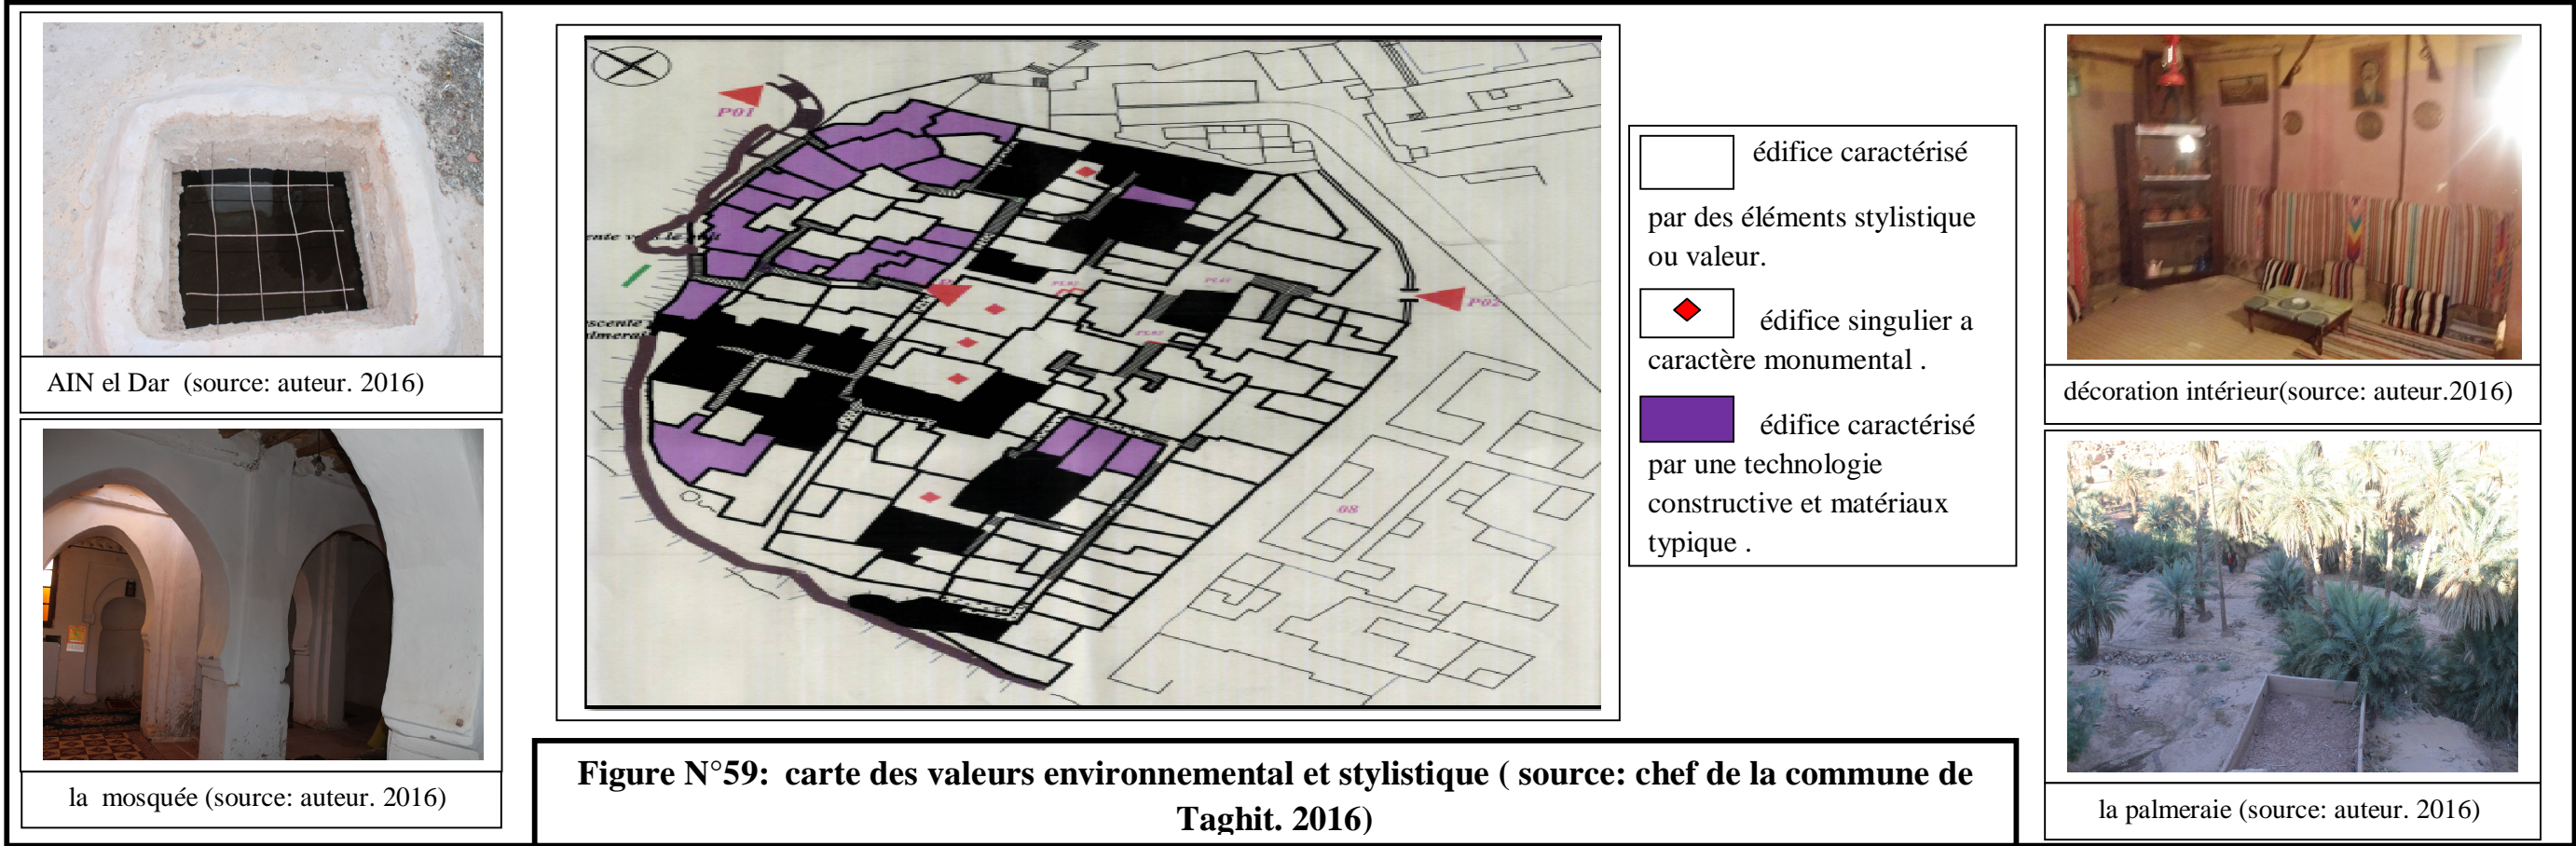 AIN el Dar (source: auteur. 2016)
la mosquée (source: auteur. 2016)
P01
P02
08
édifice caractérisé
par des éléments stylistique
ou valeur.
édifice singulier a
caractère monumental .
édifice caractérisé
par une technologie
constructive et matériaux
typique .
décoration intérieur(source: auteur.2016)
la palmeraie (source: auteur. 2016)
Figure N°59: carte des valeurs environnemental et stylistique ( source: chef de la commune de
Taghit. 2016)